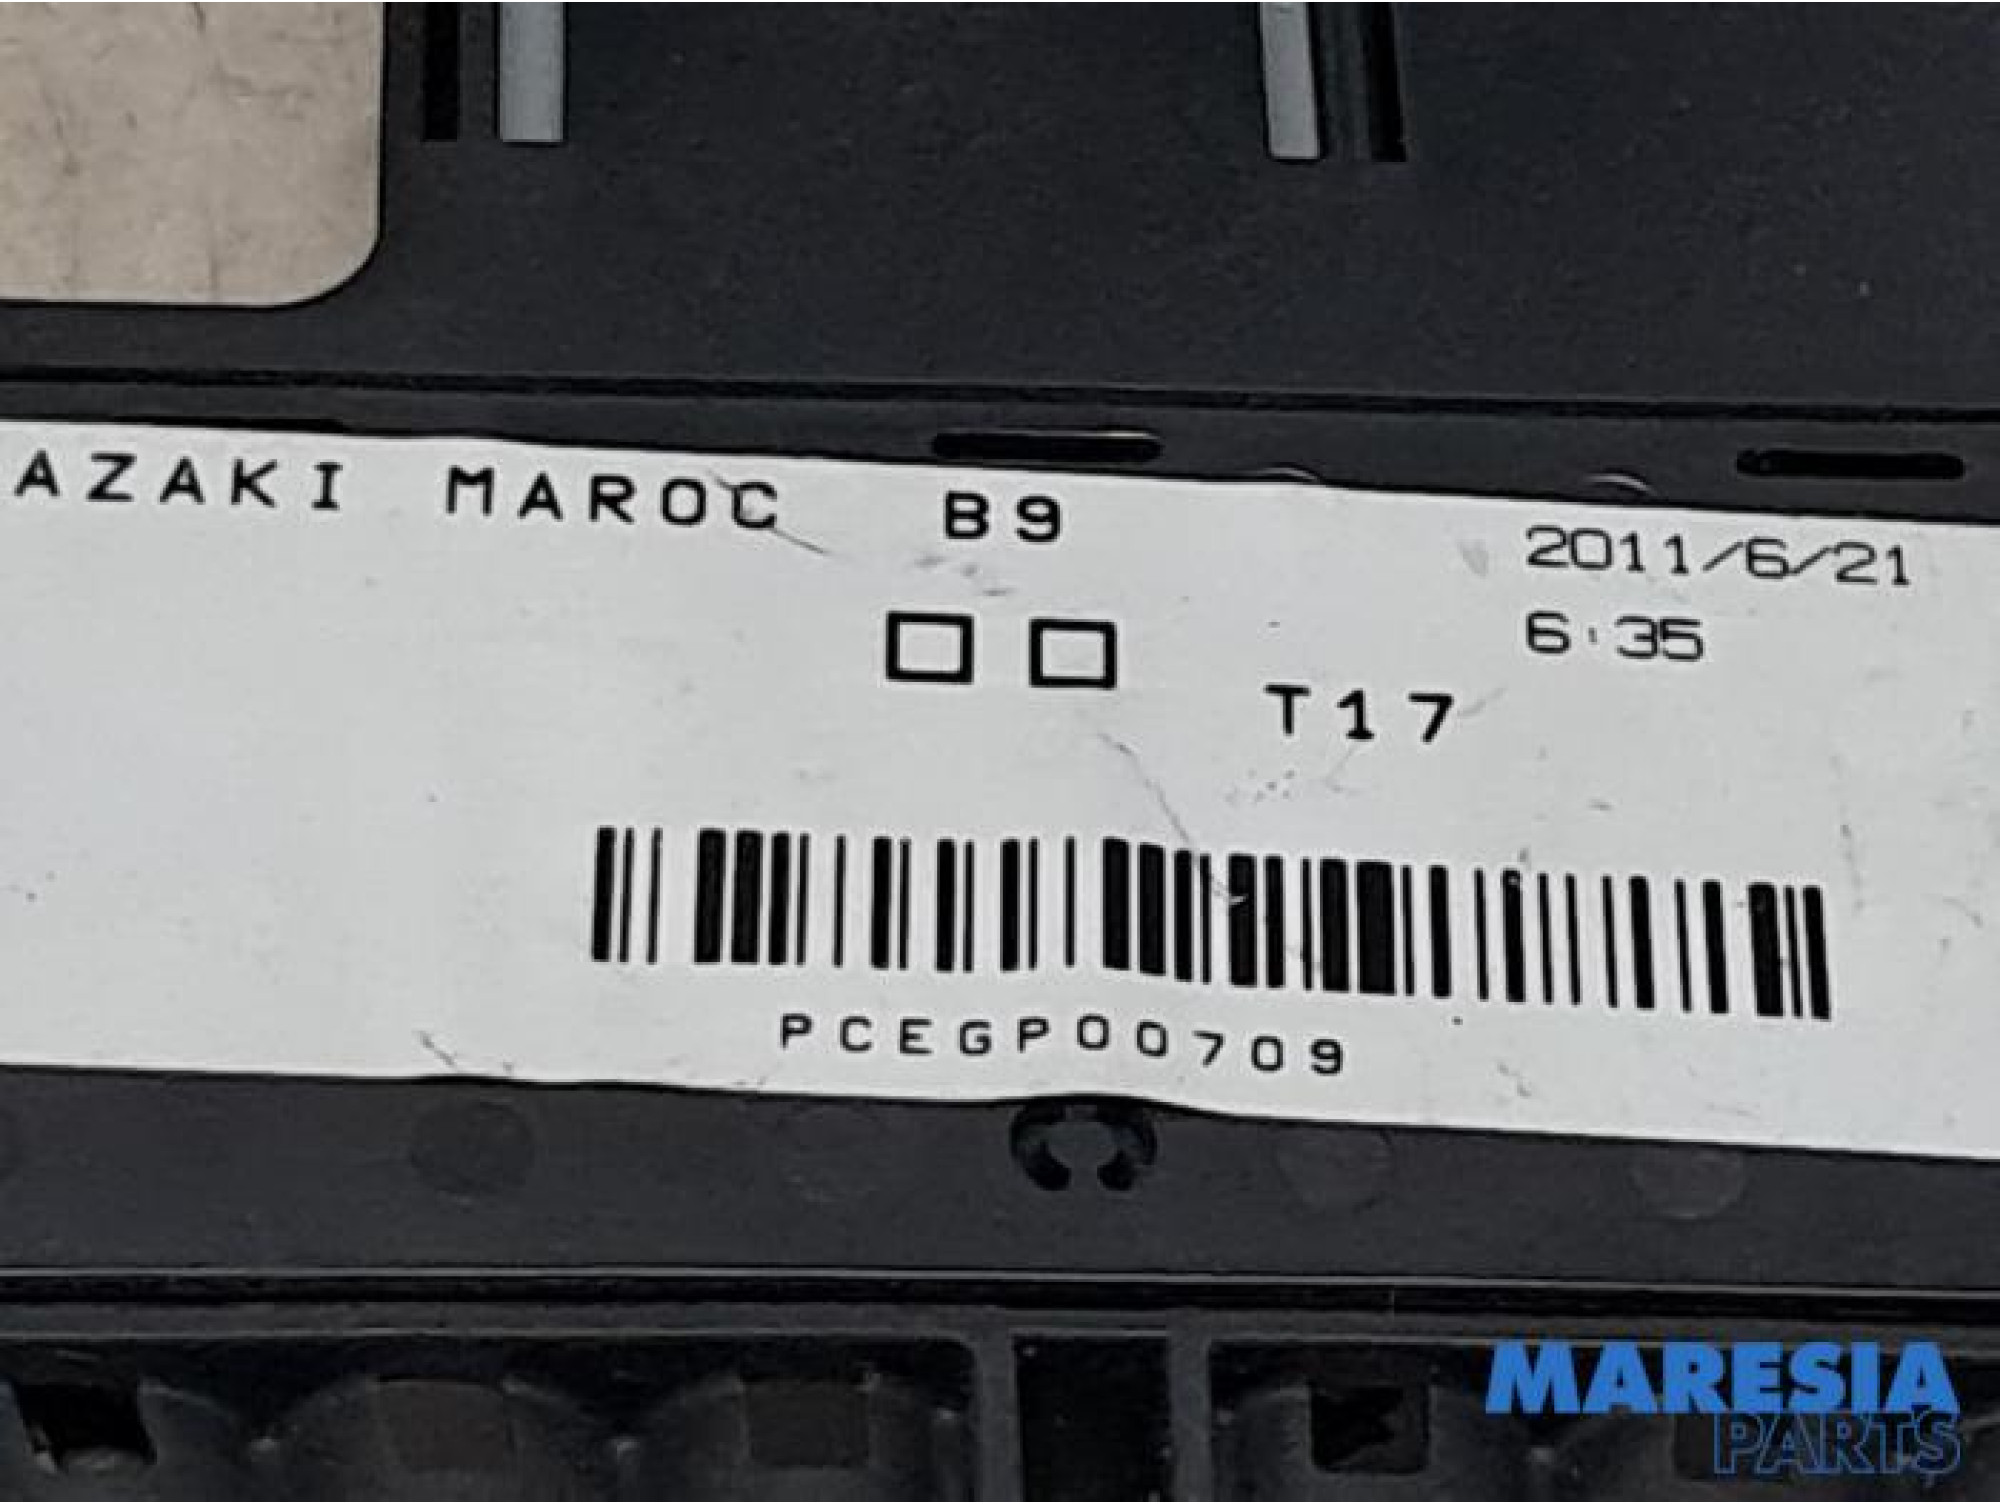 AZAKI MAROC B9
2011/6/21
6:35
T17
PCEGP00709
MARESIA
PARTS